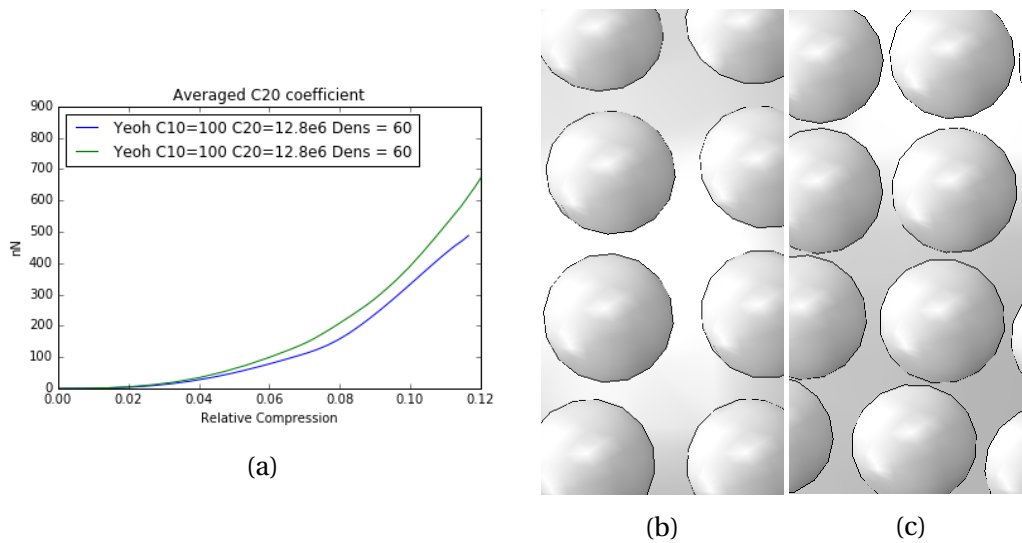 Averaged C20 coefficient
900
800
700
600
500
400
300
200
100
0
nN
Yeoh C10=100 C20=12.8e6 Dens = 60
Yeoh C10=100 C20=12.8e6 Dens = 60
0.00 0.02 0.04 0.06 0.08 0.10 0.12
Relative Compression
(a)
(b)
(c)